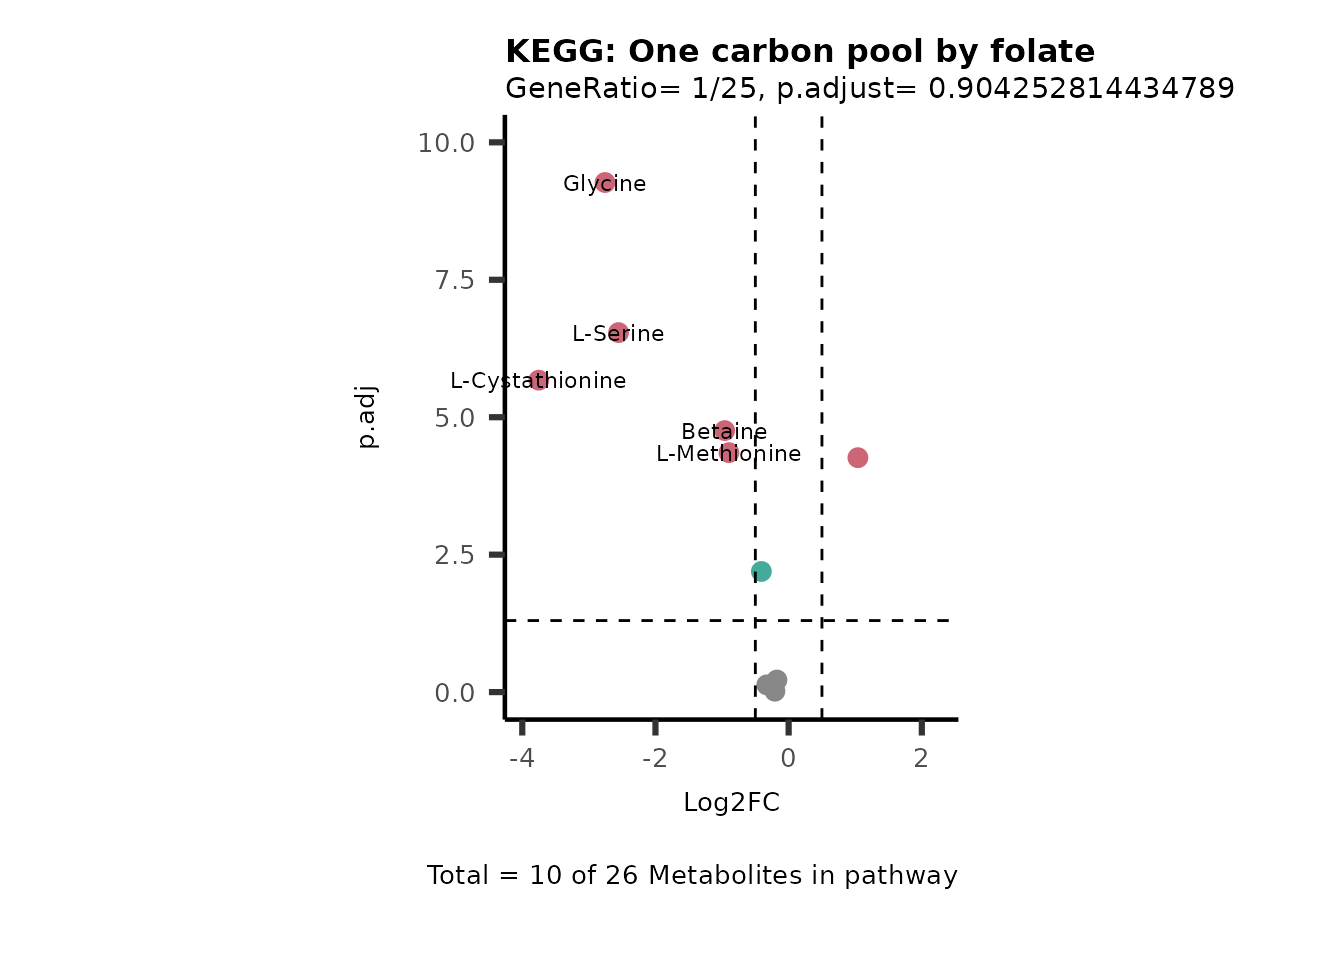 KEGG: One carbon pool by folate
GeneRatio= 1/25, p.adjust= 0.904252814434789
10.0
7.5
5.0
2.5
0.0
p.adj
Glycine
L-Serine
L-Cystathionine
Betaine
L-Methionine
-4
-2
0
2
Log2FC
Total = 10 of 26 Metabolites in pathway